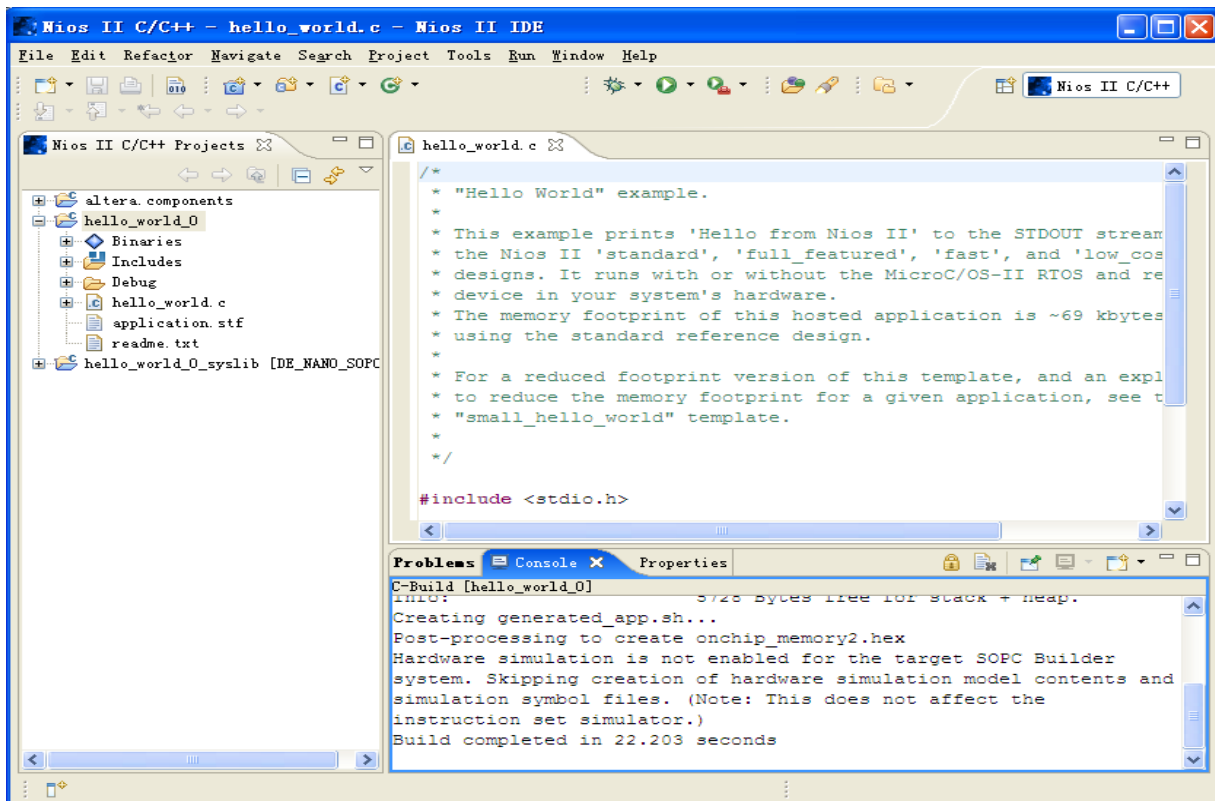 Nios II C/C++ - hello_world.c - Nios II IDE
File Edit Refactor Navigate Search Project Tools Run Window Help
010
Nios II C/C++
Nios II C/C++ Projects
altera.components
hello_world_0
Binaries
Includes
Debug
hello_world.c
application.stf
readme.txt
hello_world_0_syslib [DE_NANO_SOPC
hello_world.c
/*
* "Hello World" example.
*
* This example prints 'Hello from Nios II' to the STDOUT stream
* the Nios II 'standard', 'full_featured', 'fast', and 'low_cos
* designs. It runs with or without the MicroC/OS-II RTOS and re
* device in your system's hardware.
* The memory footprint of this hosted application is ~69 kbytes
* using the standard reference design.
*
* For a reduced footprint version of this template, and an expl
* to reduce the memory footprint for a given application, see t
* "small_hello_world" template.
*
*/
#include <stdio.h>
Problems Console Properties
C-Build [hello_world_0]
Info: 5728 Bytes free for stack + heap.
Creating generated_app.sh...
Post-processing to create onchip_memory2.hex
Hardware simulation is not enabled for the target SOPC Builder
system. Skipping creation of hardware simulation model contents and
simulation symbol files. (Note: This does not affect the
instruction set simulator.)
Build completed in 22.203 seconds